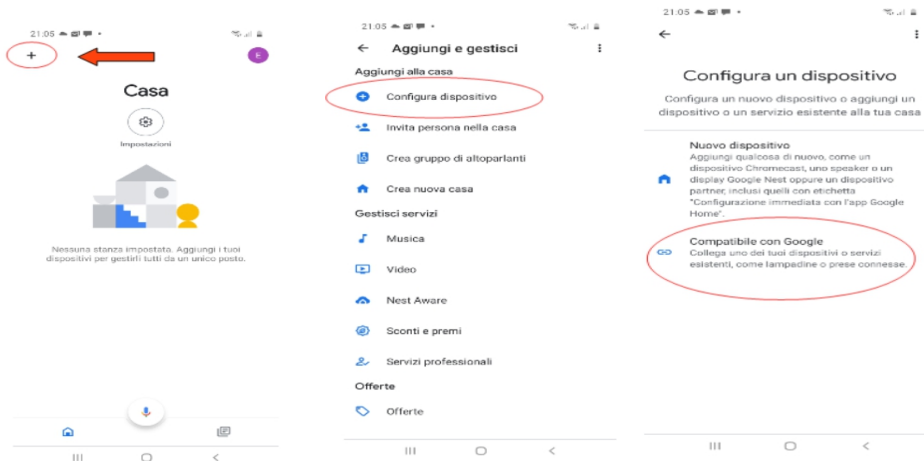 21:05
E
Casa
Impostazioni
Nessuna stanza impostata. Aggiungi i tuoi
dispositivi per gestirli tutti da un unico posto.
21:05
Aggiungi e gestisci
Aggiungi alla casa
Configura dispositivo
Invita persona nella casa
Crea gruppo di altoparlanti
Crea nuova casa
Gestisci servizi
Musica
Video
Nest Aware
Sconti e premi
Servizi professionali
Offerte
Offerte
21:05
Configura un dispositivo
Configura un nuovo dispositivo o aggiungi un
dispositivo o un servizio esistente alla tua casa
Nuovo dispositivo
Aggiungi qualcosa di nuovo, come un
dispositivo Chromecast, uno speaker o un
display Google Nest oppure un dispositivo
partner, inclusi quelli con etichetta
"Configurazione immediata con l'app Google
Home".
Compatibile con Google
Collega uno dei tuoi dispositivi o servizi
esistenti, come lampadine o prese connesse.